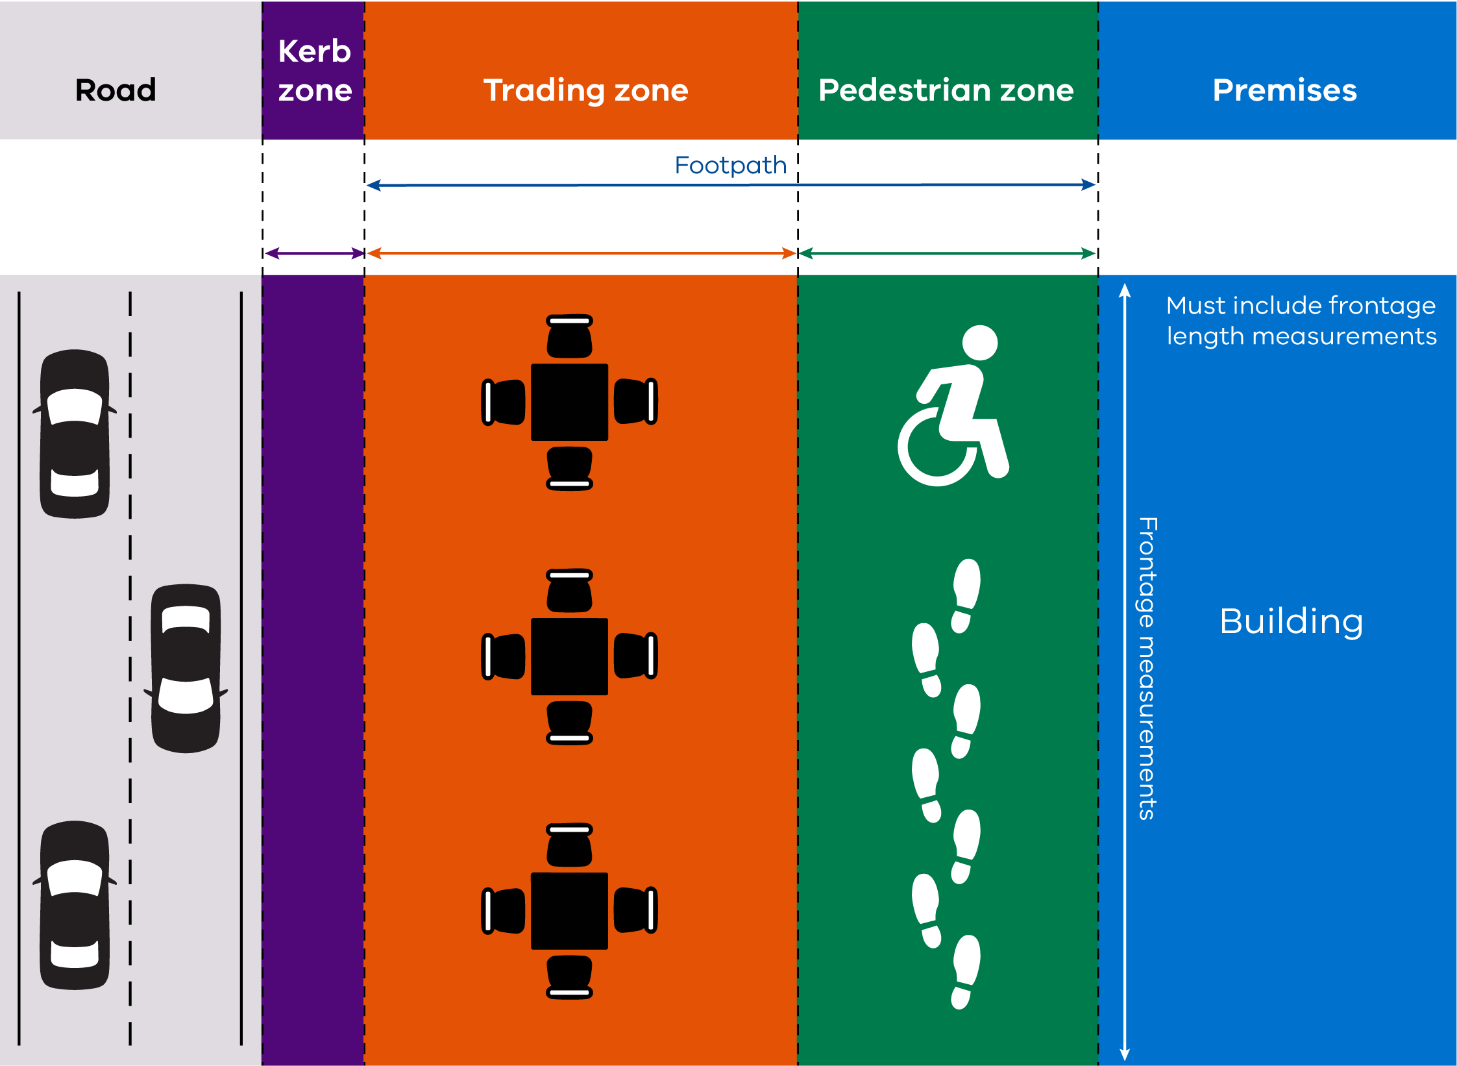 Road
Kerb
zone
Trading zone
Pedestrian zone
Premises
Footpath
Must include frontage
length measurements
Frontage measurements
Building